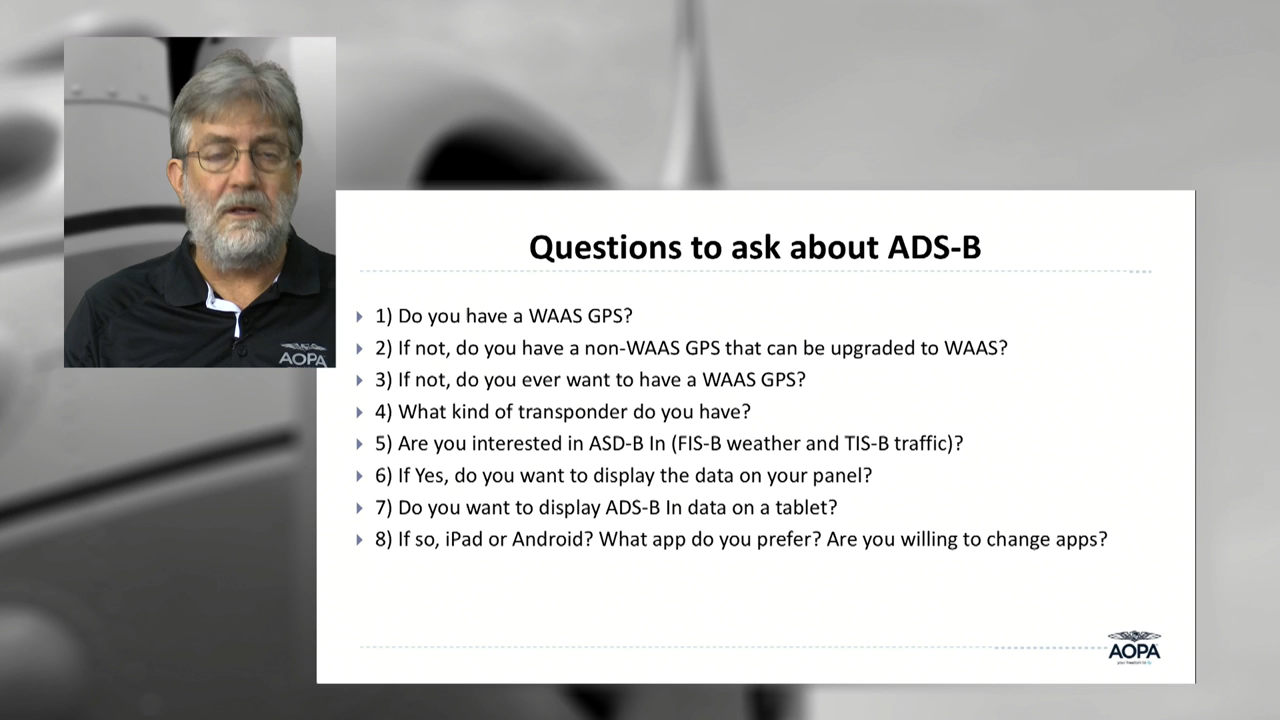 AOPA
Questions to ask about ADS-B
1) Do you have a WAAS GPS?
2) If not, do you have a non-WAAS GPS that can be upgraded to WAAS?
3) If not, do you ever want to have a WAAS GPS?
4) What kind of transponder do you have?
5) Are you interested in ASD-B In (FIS-B weather and TIS-B traffic)?
6) If Yes, do you want to display the data on your panel?
7) Do you want to display ADS-B In data on a tablet?
8) If so, iPad or Android? What app do you prefer? Are you willing to change apps?
AOPA
your freedom to fly